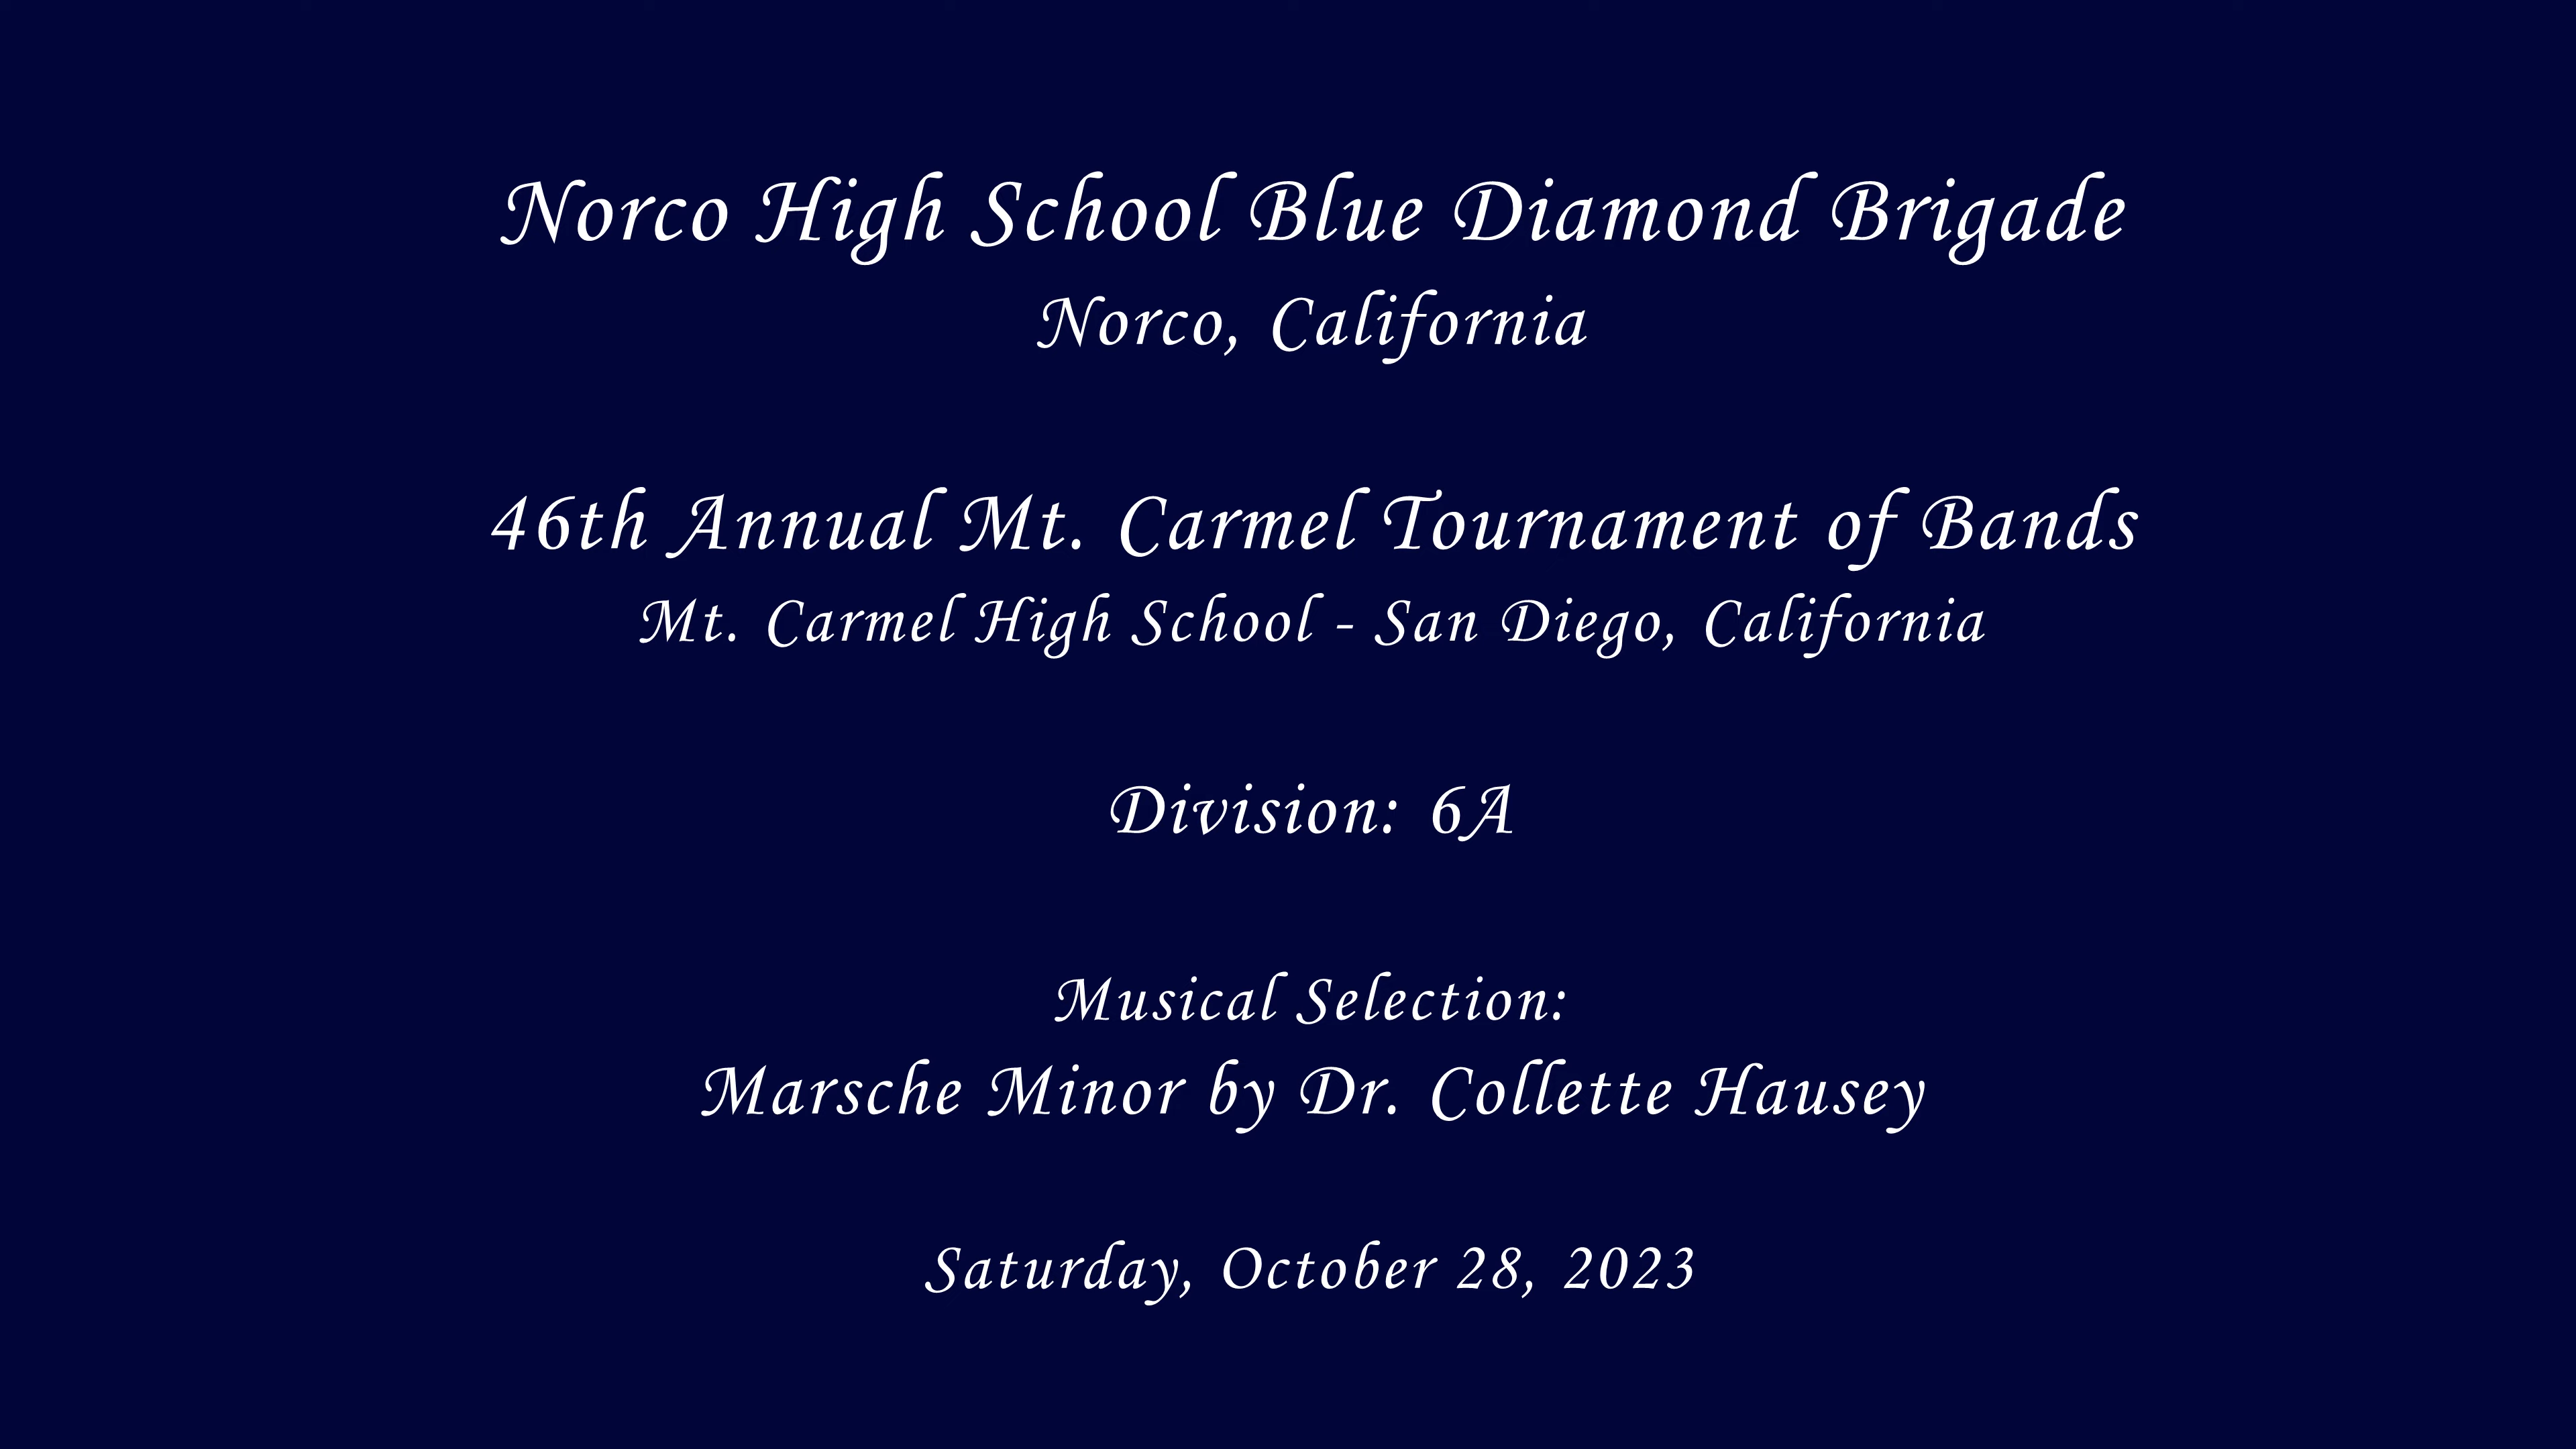 Norco High School Blue Diamond Brigade
Norco, California
46th Annual Mt. Carmel Tournament of Bands
Mt. Carmel High School - San Diego, California
Division: 6A
Musical Selection:
Marsche Minor by Dr. Collette Hausey
Saturday, October 28, 2023